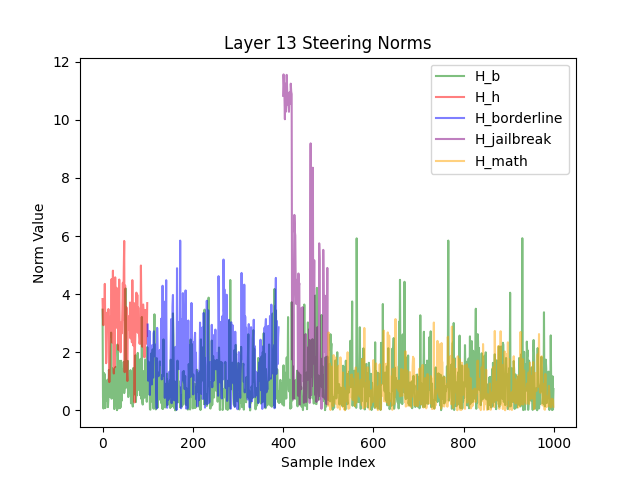 Layer 13 Steering Norms
12
10
8
6
4
2
0
Norm Value
H_b
H_h
H_borderline
H_jailbreak
H_math
0
200
400
600
800
1000
Sample Index